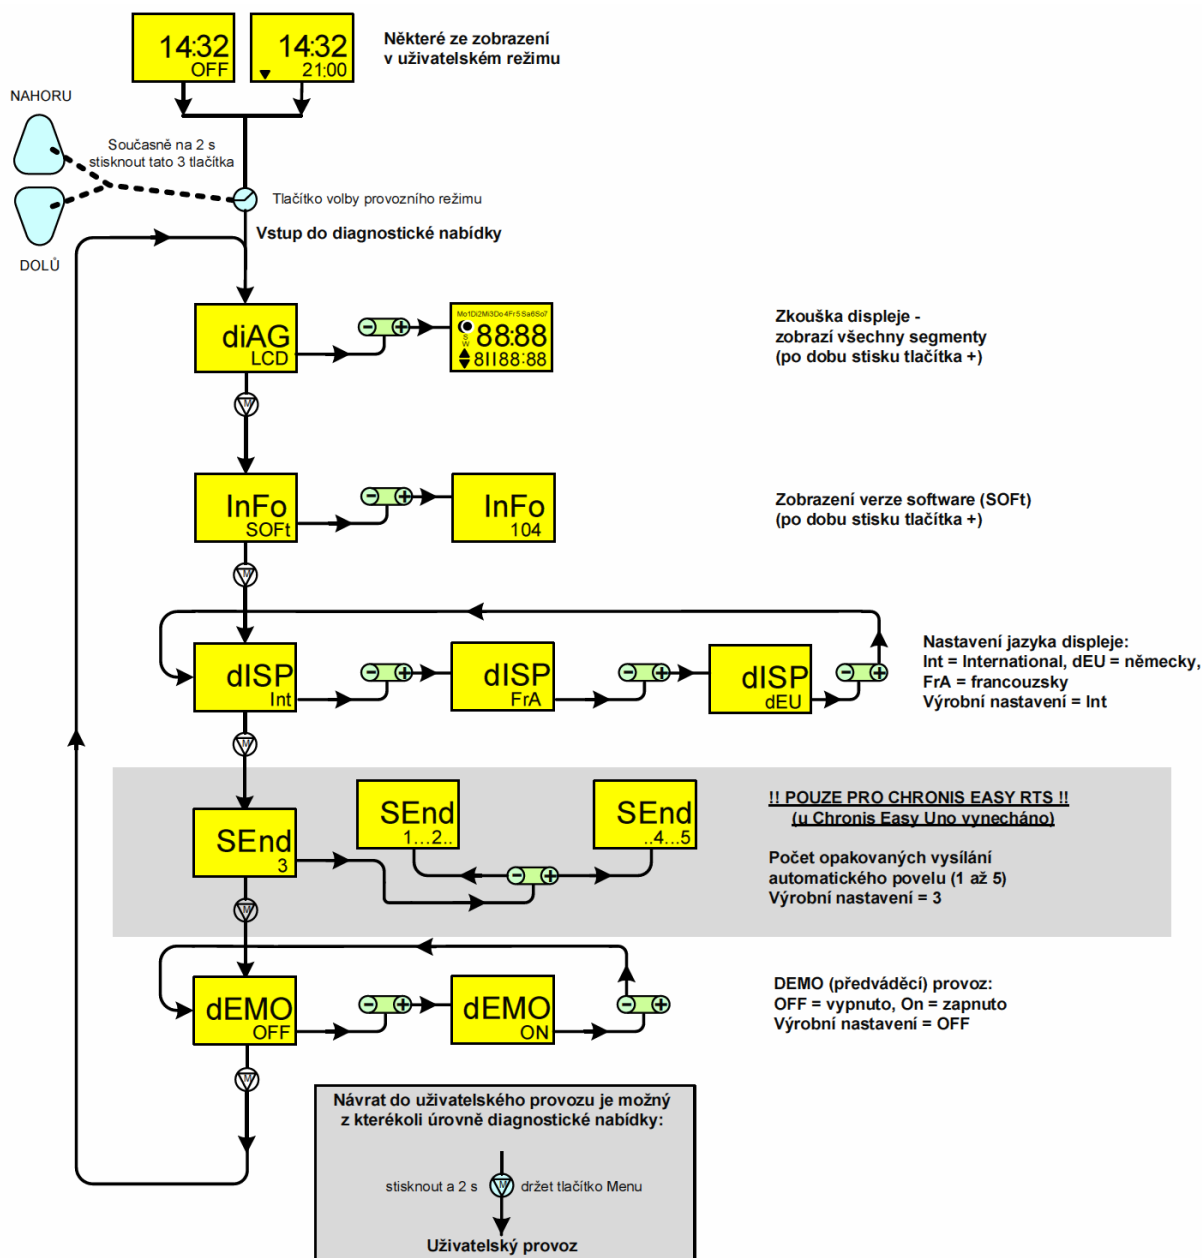 14:32
OFF
14:32
21:00
Některé ze zobrazení
v uživatelském režimu
NAHORU
Současně na 2 s
stisknout tato 3 tlačítka
Tlačítko volby provozního režimu
DOLŮ
Vstup do diagnostické nabídky
diAG
LCD
- +
Mo1Di2Mi3Do4Fr5Sa6So7
S
W
88:88
8II88:88
Zkouška displeje -
zobrazí všechny segmenty
(po dobu stisku tlačítka +)
M
InFo
SOFt
- +
InFo
104
Zobrazení verze software (SOFt)
(po dobu stisku tlačítka +)
M
dISP
Int
- +
dISP
FrA
- +
dISP
dEU
- +
Nastavení jazyka displeje:
Int = International, dEU = německy,
FrA = francouzsky
Výrobní nastavení = Int
M
SEnd
3
SEnd
1...2..
- +
SEnd
..4...5
!! POUZE PRO CHRONIS EASY RTS !!
(u Chronis Easy Uno vynecháno)
Počet opakovaných vysílání
automatického povelu (1 až 5)
Výrobní nastavení = 3
M
dEMO
OFF
- +
dEMO
ON
- +
DEMO (předváděcí) provoz:
OFF = vypnuto, On = zapnuto
Výrobní nastavení = OFF
M
Návrat do uživatelského provozu je možný
z kterékoli úrovně diagnostické nabídky:
stisknout a 2 s M držet tlačítko Menu
Uživatelský provoz